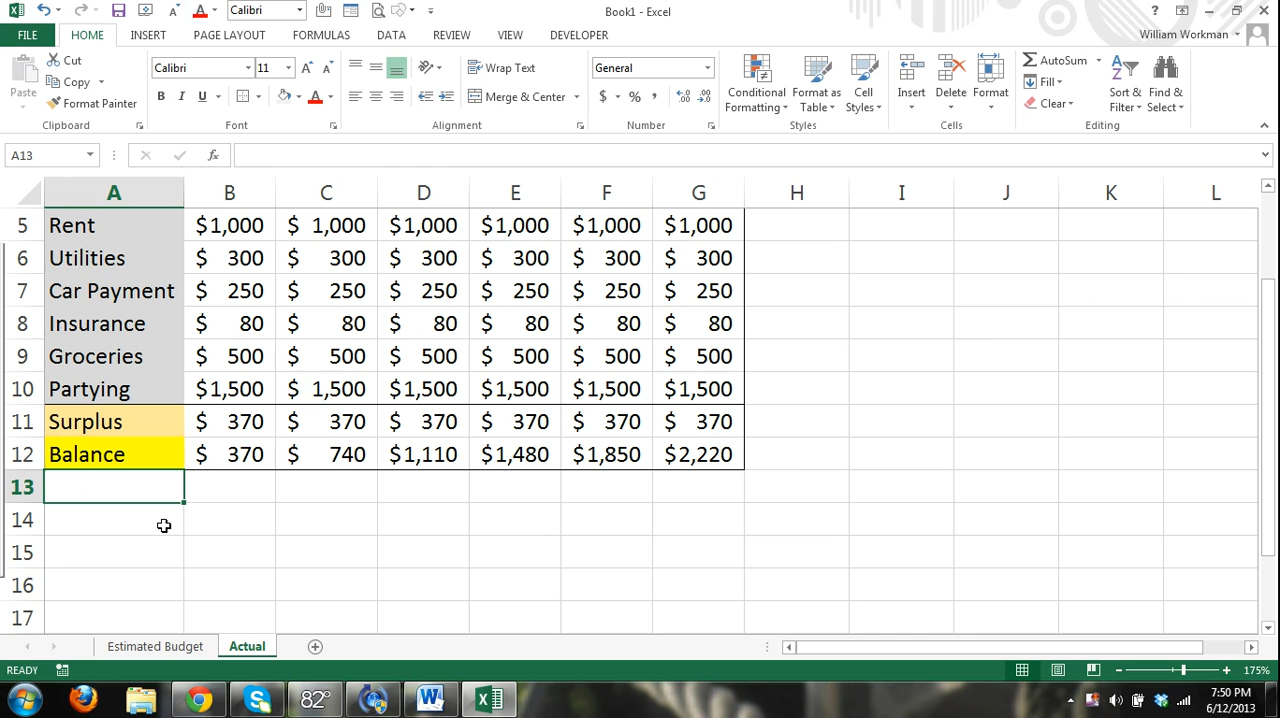 Calibri
Book1 - Excel
?
FILE HOME INSERT PAGE LAYOUT FORMULAS DATA REVIEW VIEW DEVELOPER William Workman
Paste Cut Calibri 11 Wrap Text General Conditional Format as Cell Insert Delete Format AutoSum Sort & Find &
Copy Formatting Table Styles Fill Filter Select
Format Painter B I U A Merge & Center $ % , Clear
Clipboard Font Alignment Number Styles Cells Editing
A13 fx
A B C D E F G H I J K L
5 Rent $1,000 $ 1,000 $1,000 $1,000 $1,000 $1,000
6 Utilities $ 300 $ 300 $ 300 $ 300 $ 300 $ 300
7 Car Payment $ 250 $ 250 $ 250 $ 250 $ 250 $ 250
8 Insurance $ 80 $ 80 $ 80 $ 80 $ 80 $ 80
9 Groceries $ 500 $ 500 $ 500 $ 500 $ 500 $ 500
10 Partying $1,500 $ 1,500 $1,500 $1,500 $1,500 $1,500
11 Surplus $ 370 $ 370 $ 370 $ 370 $ 370 $ 370
12 Balance $ 370 $ 740 $1,110 $1,480 $1,850 $2,220
13
14
15
16
17
Estimated Budget Actual
READY 175%
82° 7:50 PM
6/12/2013